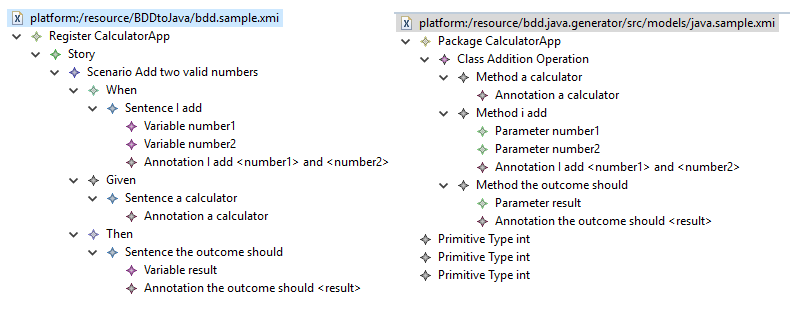 platform:/resource/BDDtoJava/bdd.sample.xmi
Register CalculatorApp
Story
Scenario Add two valid numbers
When
Sentence I add
Variable number1
Variable number2
Annotation I add <number1> and <number2>
Given
Sentence a calculator
Annotation a calculator
Then
Sentence the outcome should
Variable result
Annotation the outcome should <result>
platform:/resource/bdd.java.generator/src/models/java.sample.xmi
Package CalculatorApp
Class Addition Operation
Method a calculator
Annotation a calculator
Method i add
Parameter number1
Parameter number2
Annotation I add <number1> and <number2>
Method the outcome should
Parameter result
Annotation the outcome should <result>
Primitive Type int
Primitive Type int
Primitive Type int